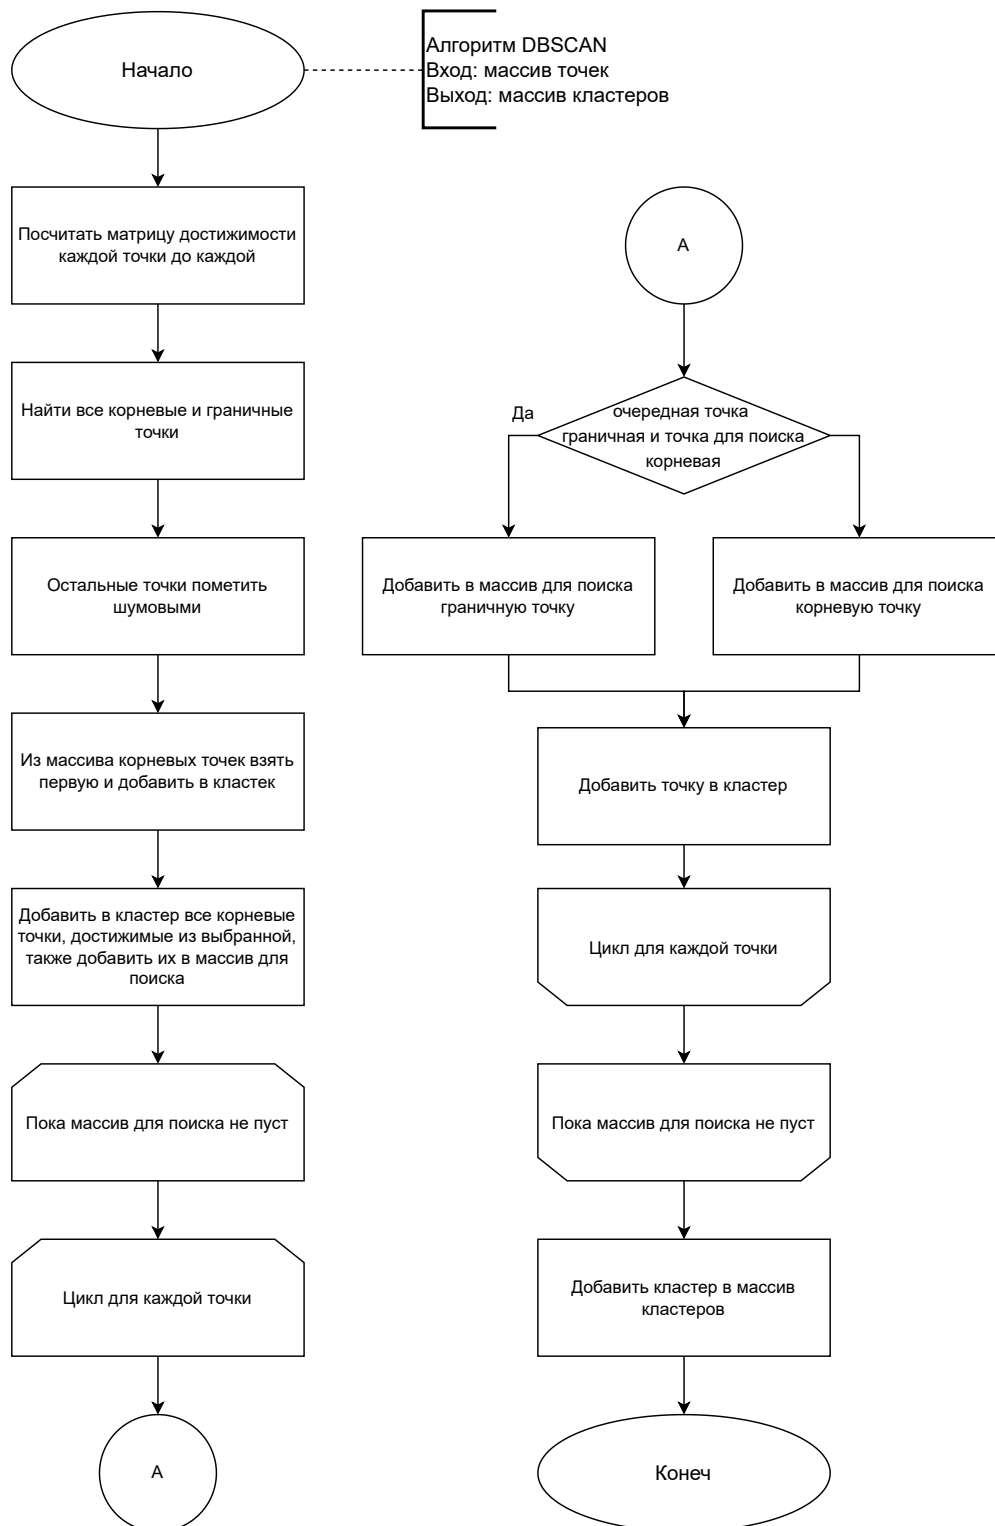 Начало
Алгоритм DBSCAN
Вход: массив точек
Выход: массив кластеров
Посчитать матрицу достижимости
каждой точки до каждой
Найти все корневые и граничные
точки
Остальные точки пометить
шумовыми
Из массива корневых точек взять
первую и добавить в кластек
Добавить в кластер все корневые
точки, достижимые из выбранной,
также добавить их в массив для
поиска
Пока массив для поиска не пуст
Цикл для каждой точки
А
А
Да
очередная точка
граничная и точка для поиска
корневая
Добавить в массив для поиска
граничную точку
Добавить в массив для поиска
корневую точку
Добавить точку в кластер
Цикл для каждой точки
Пока массив для поиска не пуст
Добавить кластер в массив
кластеров
Конеч